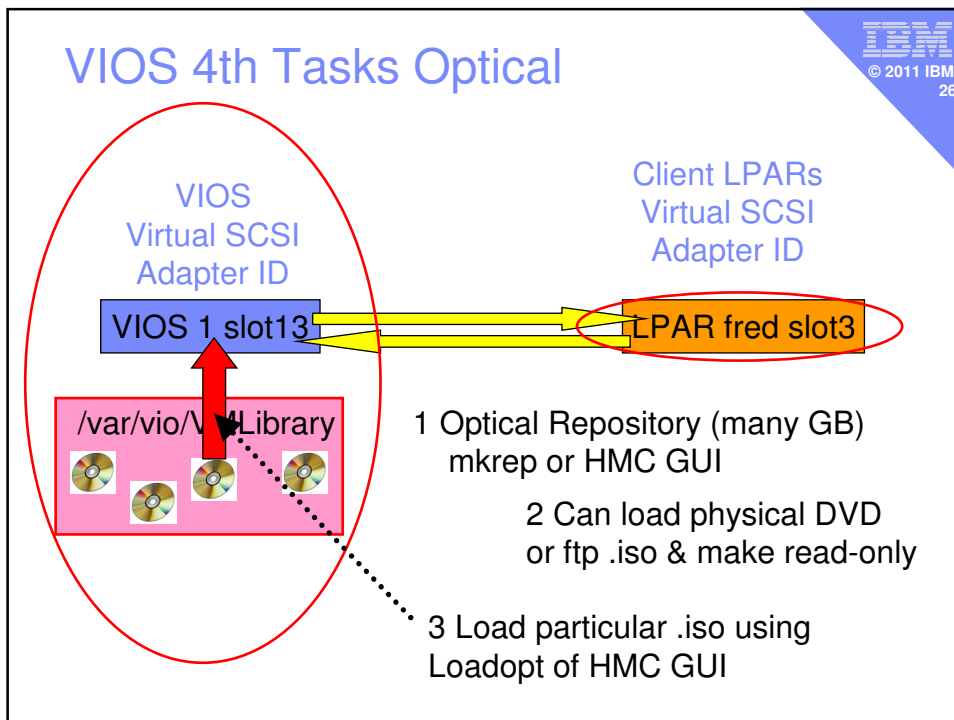 VIOS 4th Tasks Optical
IBM
© 2011 IBM
26
VIOS
Virtual SCSI
Adapter ID
Client LPARs
Virtual SCSI
Adapter ID
VIOS 1 slot13
LPAR fred slot3
/var/vio/VMLibrary
1 Optical Repository (many GB)
mkrep or HMC GUI
2 Can load physical DVD
or ftp .iso & make read-only
3 Load particular .iso using
Loadopt of HMC GUI